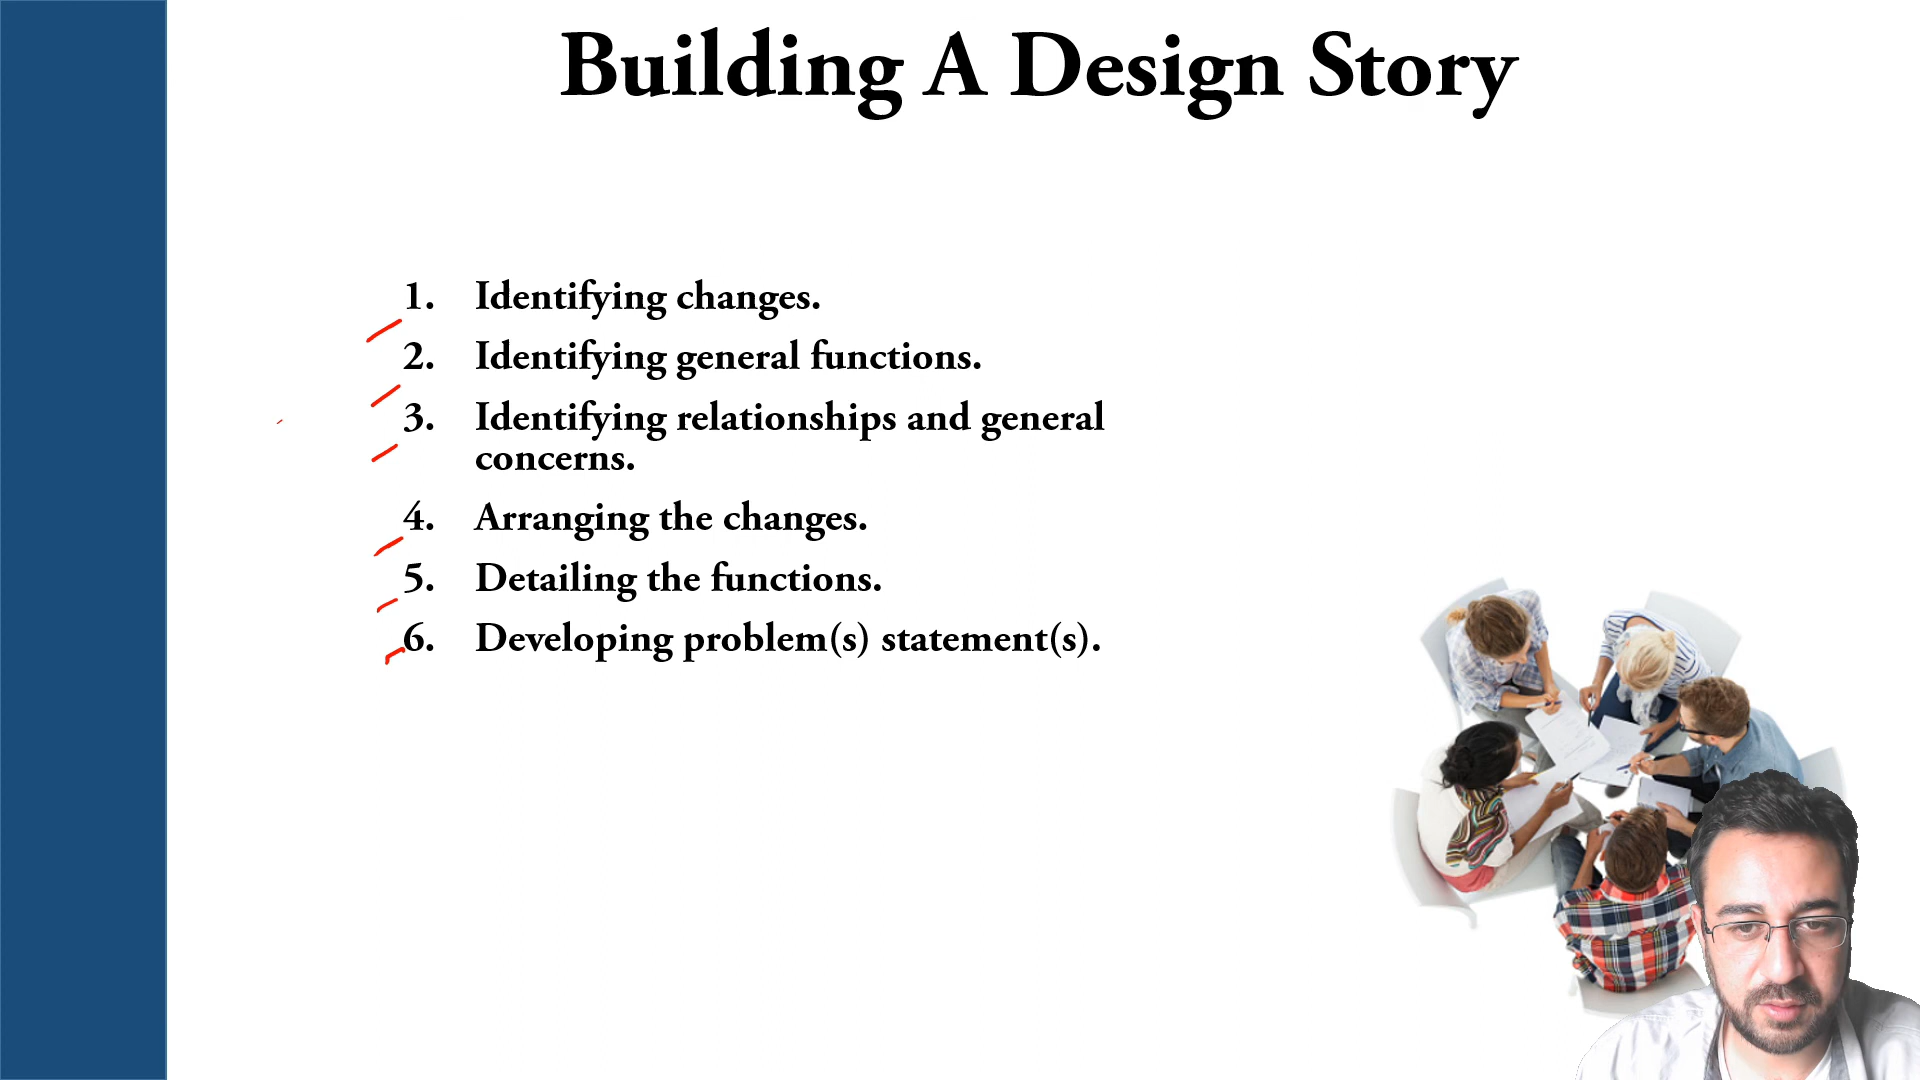 Building A Design Story
1. Identifying changes.
2. Identifying general functions.
3. Identifying relationships and general
concerns.
4. Arranging the changes.
5. Detailing the functions.
6. Developing problem(s) statement(s).